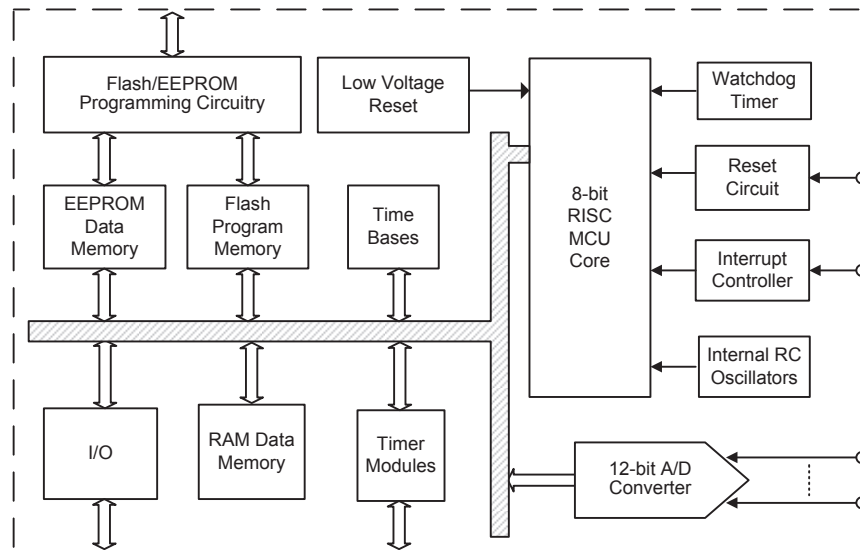 Flash/EEPROM
Programming Circuitry
Low Voltage
Reset
Watchdog
Timer
EEPROM
Data
Memory
Flash
Program
Memory
Time
Bases
8-bit
RISC
MCU
Core
Reset
Circuit
Interrupt
Controller
Internal RC
Oscillators
I/O
RAM Data
Memory
Timer
Modules
12-bit A/D
Converter